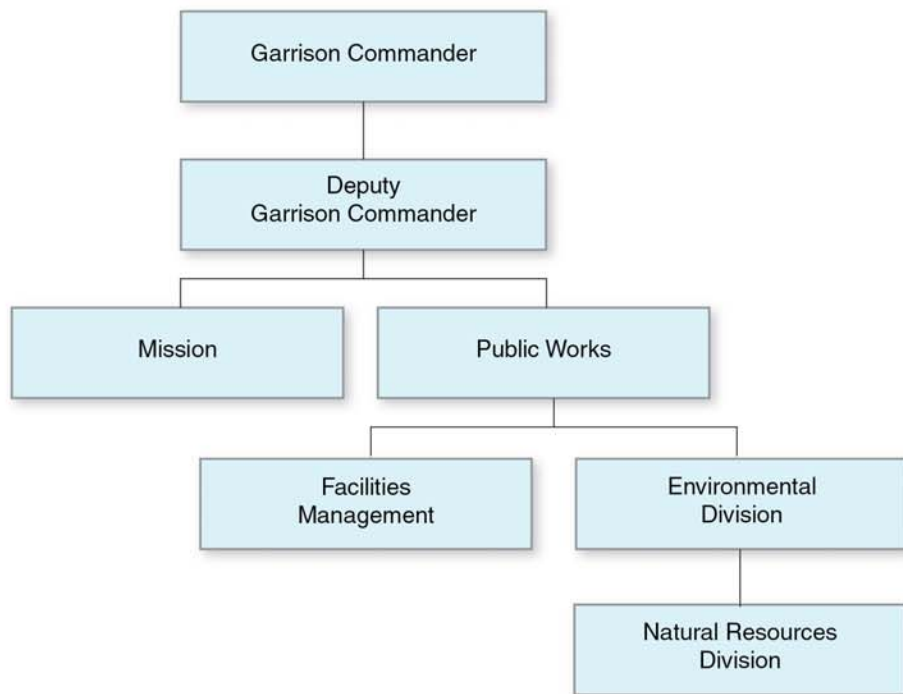 Garrison Commander
Deputy
Garrison Commander
Mission
Public Works
Facilities
Management
Environmental
Division
Natural Resources
Division